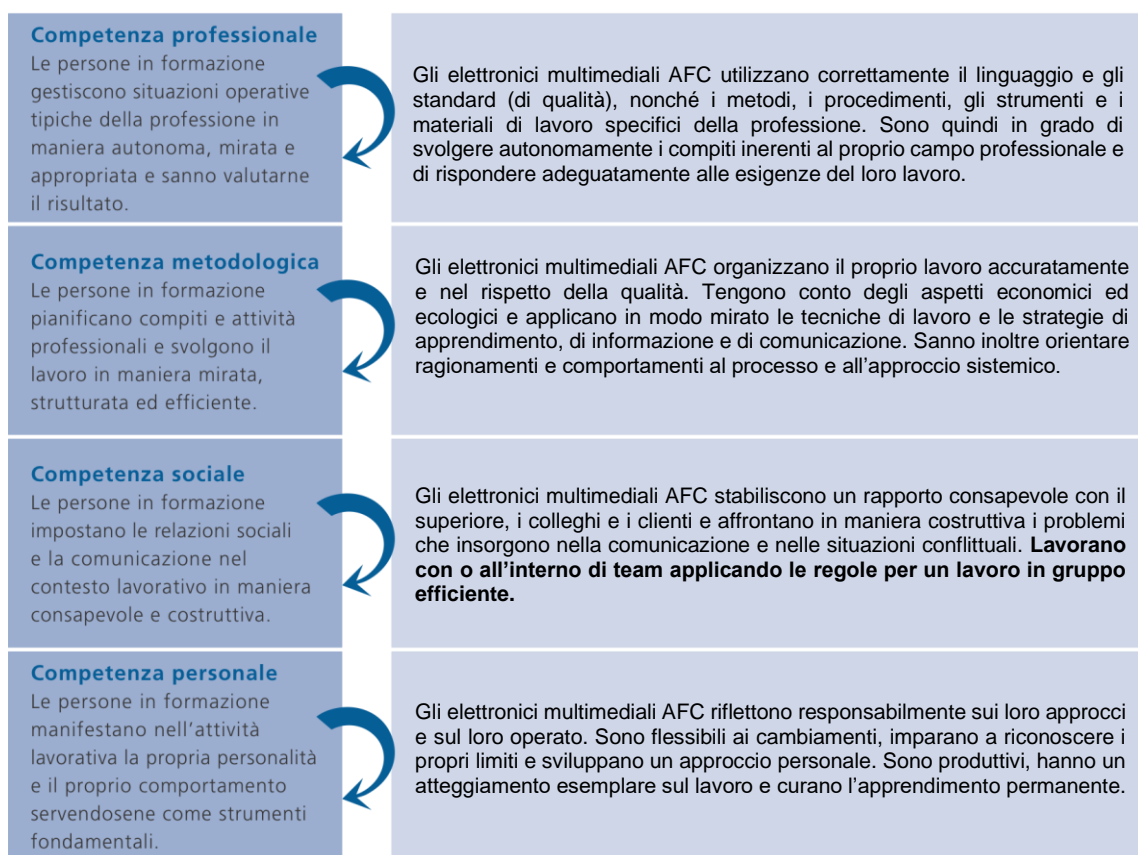 Competenza professionale
Le persone in formazione
gestiscono situazioni operative
tipiche della professione in
maniera autonoma, mirata e
appropriata e sanno valutarne
il risultato.
Gli elettronici multimediali AFC utilizzano correttamente il linguaggio e gli
standard (di qualità), nonché i metodi, i procedimenti, gli strumenti e i
materiali di lavoro specifici della professione. Sono quindi in grado di
svolgere autonomamente i compiti inerenti al proprio campo professionale e
di rispondere adeguatamente alle esigenze del loro lavoro.
Competenza metodologica
Le persone in formazione
pianificano compiti e attività
professionali e svolgono il
lavoro in maniera mirata,
strutturata ed efficiente.
Gli elettronici multimediali AFC organizzano il proprio lavoro accuratamente
e nel rispetto della qualità. Tengono conto degli aspetti economici ed
ecologici e applicano in modo mirato le tecniche di lavoro e le strategie di
apprendimento, di informazione e di comunicazione. Sanno inoltre orientare
ragionamenti e comportamenti al processo e all'approccio sistemico.
Competenza sociale
Le persone in formazione
impostano le relazioni sociali
e la comunicazione nel
contesto lavorativo in maniera
consapevole e costruttiva.
Gli elettronici multimediali AFC stabiliscono un rapporto consapevole con il
superiore, i colleghi e i clienti e affrontano in maniera costruttiva i problemi
che insorgono nella comunicazione e nelle situazioni conflittuali. Lavorano
con o all'interno di team applicando le regole per un lavoro in gruppo
efficiente.
Competenza personale
Le persone in formazione
manifestano nell'attività
lavorativa la propria personalità
e il proprio comportamento
servendosene come strumenti
fondamentali.
Gli elettronici multimediali AFC riflettono responsabilmente sui loro approcci
e sul loro operato. Sono flessibili ai cambiamenti, imparano a riconoscere i
propri limiti e sviluppano un approccio personale. Sono produttivi, hanno un
atteggiamento esemplare sul lavoro e curano l'apprendimento permanente.